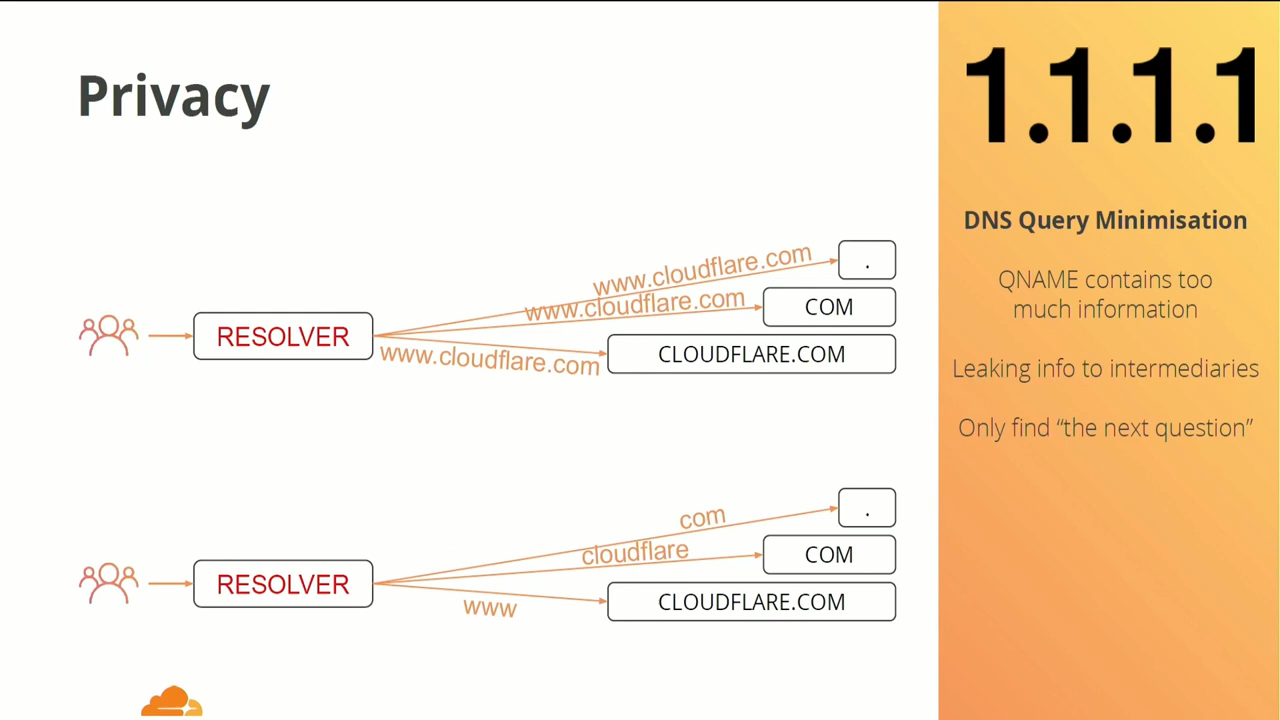 Privacy
www.cloudflare.com
.
www.cloudflare.com
COM
RESOLVER
www.cloudflare.com
CLOUDFLARE.COM
com
.
cloudflare
COM
RESOLVER
www
CLOUDFLARE.COM
1.1.1.1
DNS Query Minimisation
QNAME contains too
much information
Leaking info to intermediaries
Only find “the next question”